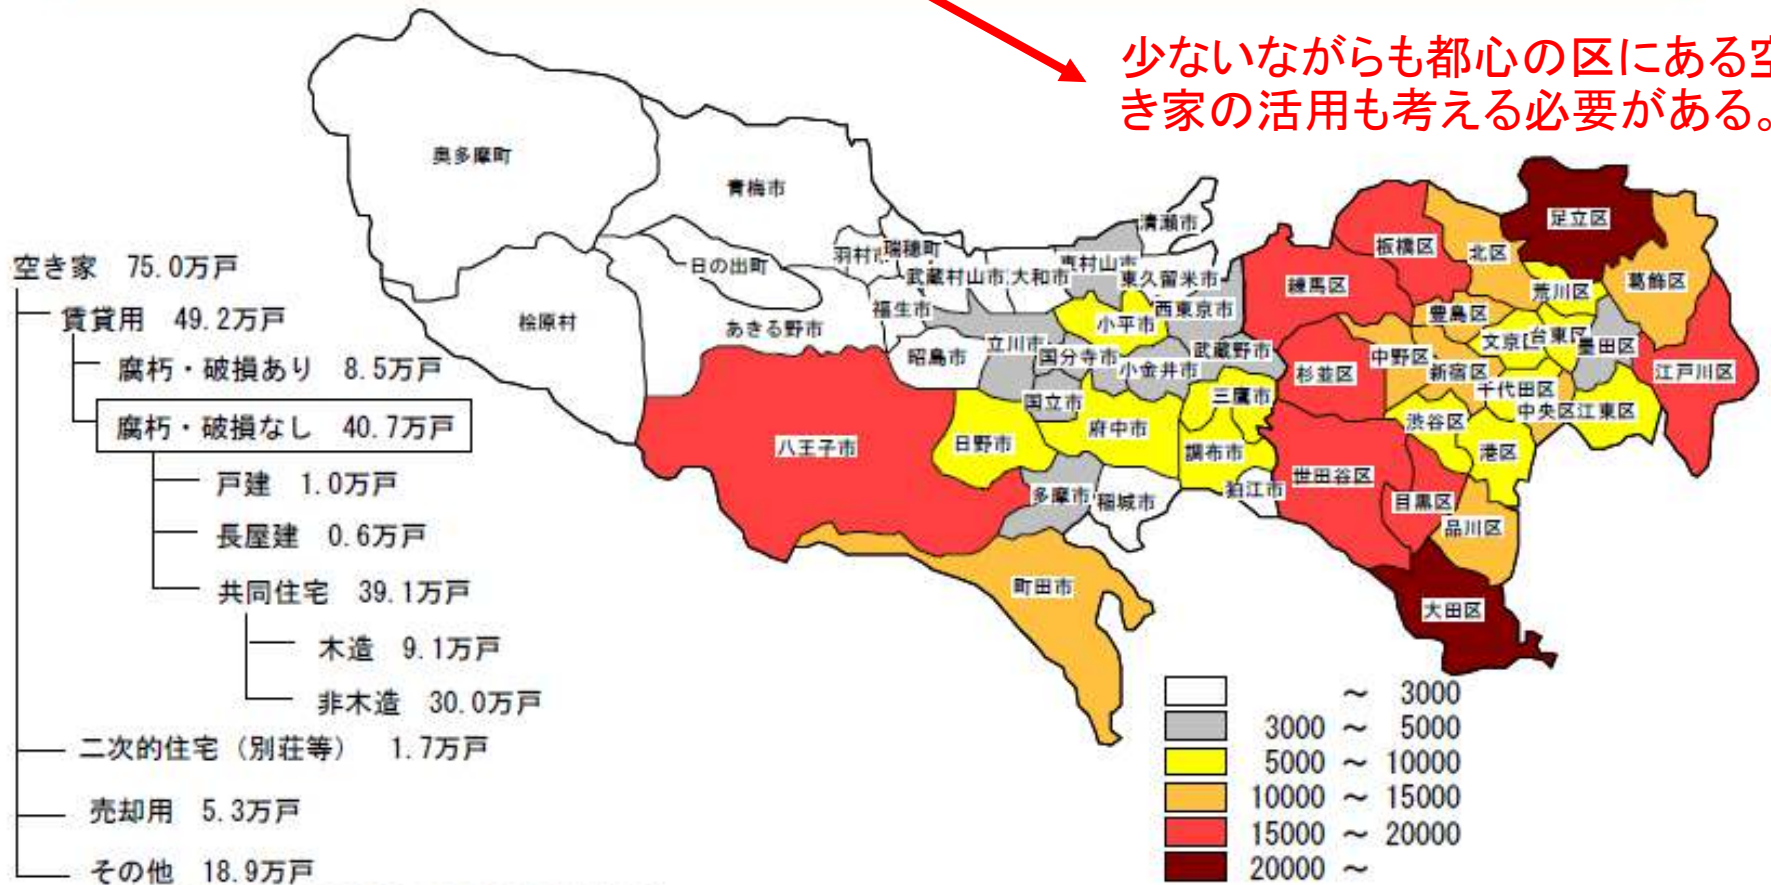 少ないながらも都心の区にある空
き家の活用も考える必要がある。
空き家 75.0万戸
賃貸用 49.2万戸
腐朽・破損あり 8.5万戸
腐朽・破損なし 40.7万戸
戸建 1.0万戸
長屋建 0.6万戸
共同住宅 39.1万戸
木造 9.1万戸
非木造 30.0万戸
二次的住宅（別荘等） 1.7万戸
売却用 5.3万戸
その他 18.9万戸
奥多摩町
青梅市
清瀬市
羽村市
瑞穂町
日の出町
武蔵村山市
大和市
東村山市
東久留米市
桧原村
あきる野市
福生市
昭島市
立川市
国分寺市
小平市
西東京市
小金井市
武蔵野市
国立市
三鷹市
八王子市
日野市
府中市
調布市
多摩市
稲城市
狛江市
町田市
足立区
板橋区
北区
練馬区
荒川区
葛飾区
豊島区
文京区
台東区
墨田区
杉並区
中野区
新宿区
千代田区
江戸川区
渋谷区
中央区
江東区
港区
世田谷区
目黒区
品川区
大田区
～ 3000
3000 ～ 5000
5000 ～ 10000
10000 ～ 15000
15000 ～ 20000
20000 ～